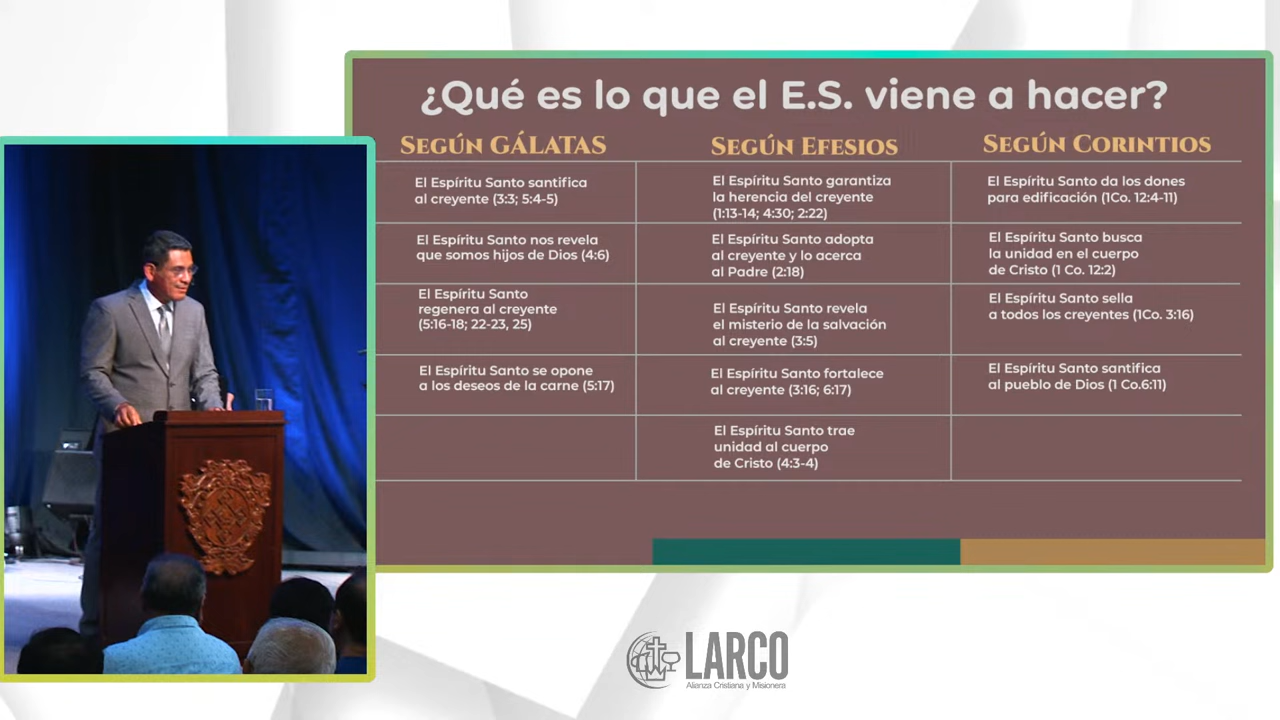 ¿Qué es lo que el E.S. viene a hacer?
SEGÚN GÁLATAS
El Espíritu Santo santifica
al creyente (3:3; 5:4-5)
El Espíritu Santo nos revela
que somos hijos de Dios (4:6)
El Espíritu Santo
regenera al creyente
(5:16-18; 22-23, 25)
El Espíritu Santo se opone
a los deseos de la carne (5:17)
SEGÚN EFESIOS
El Espíritu Santo garantiza
la herencia del creyente
(1:13-14; 4:30; 2:22)
El Espíritu Santo adopta
al creyente y lo acerca
al Padre (2:18)
El Espíritu Santo revela
el misterio de la salvación
al creyente (3:5)
El Espíritu Santo fortalece
al creyente (3:16; 6:17)
El Espíritu Santo trae
unidad al cuerpo
de Cristo (4:3-4)
SEGÚN CORINTIOS
El Espíritu Santo da los dones
para edificación (1Co. 12:4-11)
El Espíritu Santo busca
la unidad en el cuerpo
de Cristo (1 Co. 12:2)
El Espíritu Santo sella
a todos los creyentes (1Co. 3:16)
El Espíritu Santo santifica
al pueblo de Dios (1 Co.6:11)
LARCO
Alianza Cristiana y Misionera